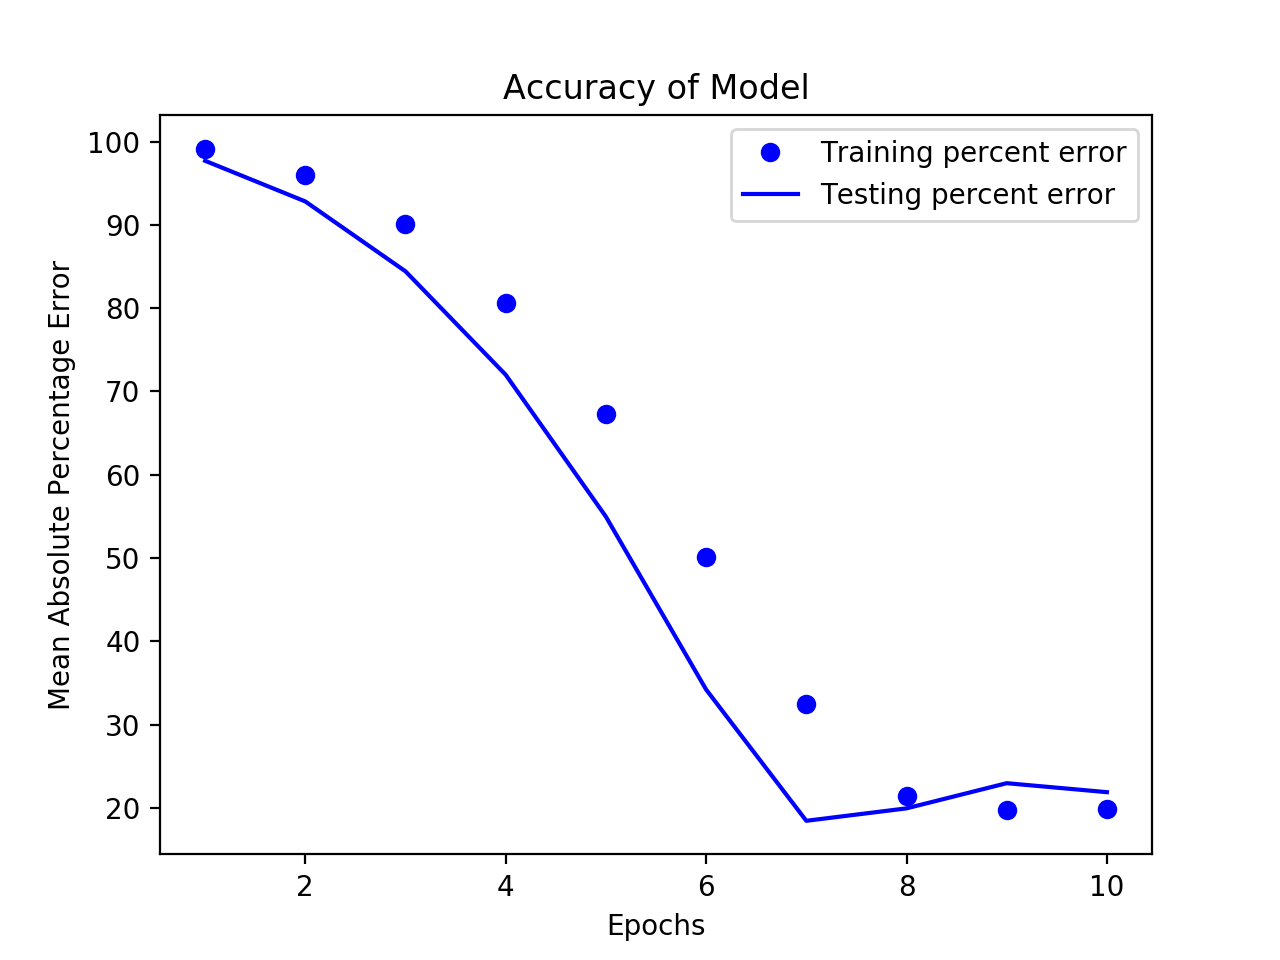 Accuracy of Model
Training percent error
Testing percent error
Mean Absolute Percentage Error
100
90
80
70
60
50
40
30
20
2 4 6 8 10
Epochs